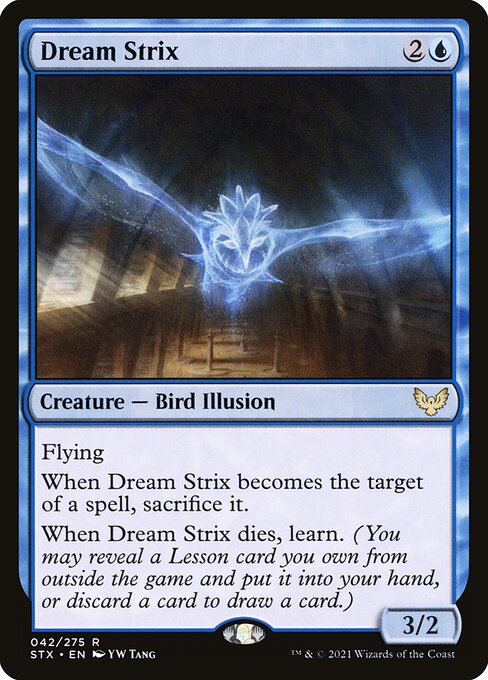 Dream Strix 2
Creature — Bird Illusion
Flying
When Dream Strix becomes the target
of a spell, sacrifice it.
When Dream Strix dies, learn. (You
may reveal a Lesson card you own from
outside the game and put it into your hand,
or discard a card to draw a card.)
3/2
042/275 R
STX • EN YW Tang
™ & © 2021 Wizards of the Coast